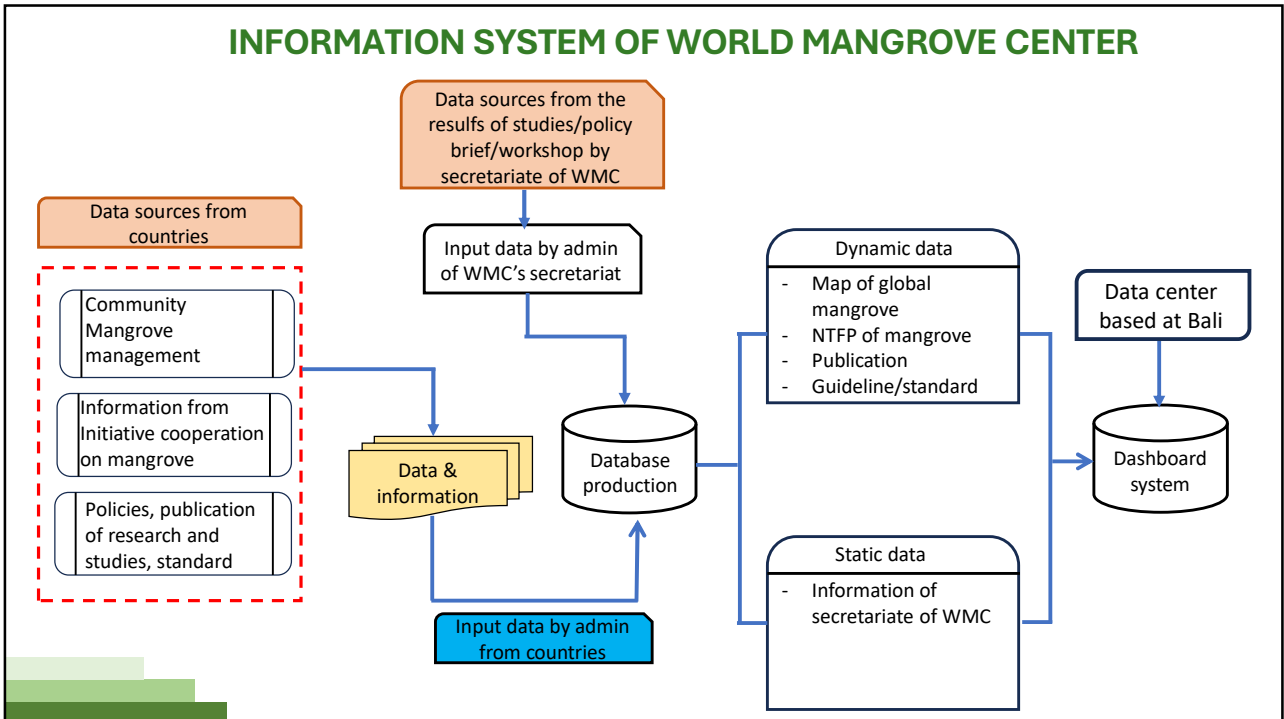 INFORMATION SYSTEM OF WORLD MANGROVE CENTER
Data sources from the
resulfs of studies/policy
brief/workshop by
secretariate of WMC
Data sources from
countries
Input data by admin
of WMC's secretariat
Community
Mangrove
management
Information from
Initiative cooperation
on mangrove
Policies, publication
of research and
studies, standard
Data &
information
Input data by admin
from countries
Database
production
Dynamic data
- Map of global
mangrove
- NTFP of mangrove
- Publication
- Guideline/standard
Static data
- Information of
secretariate of WMC
Data center
based at Bali
Dashboard
system